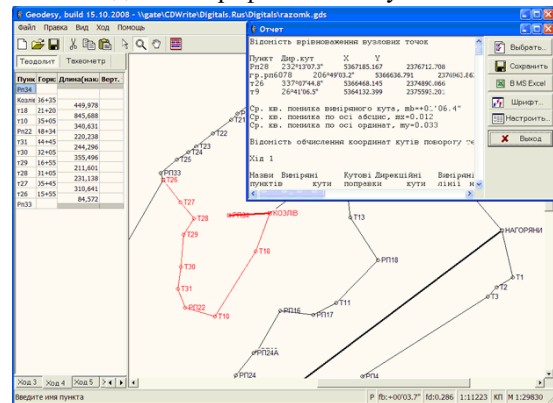 Geodesy, build 15.10.2008 - \\gate\CDWrite\Digitals.Rus\Digitals\razomk.gds
Файл Правка Вид Ход Помощь
Теодолит Тахеометр
Пунк Горис Длина(нак Верт.
Рп34
Козлів 16+35
449,978
т18 21+20
845,688
т10 35+05
340,631
Рп22 48+34
220,238
т31 44+45
244,296
т30 32+05
355,496
т29 16+55
211,601
т28 31+05
231,138
т27 35+45
310,641
т26 15+55
84,572
Рп33
Ход 3 Ход 4 Ход 5
Введите имя пункта
P fb:+00'03.7" fd:0.286 1:11223 КП М 1:29830
Отчет
Відомість врівноваження вузлових точок
Пункт Дир.кут X Y
Рп28 232°13'07.3" 5367185.167 2376712.708
гр.рп6078 206°49'03.2" 5366636.791
т26 337°07'44.8" 5366468.145
т9 26°41'06.5" 5364132.399
Ср. кв. помилка виміряного кута, mb=+01'06.4"
Ср. кв. помилка по осі абсцис, mx=0.012
Ср. кв. помилка по осі ординат, my=0.033
Відомість обчислення координат кутів повороту те
Хід 1
Назви Виміряні Кутові Дирекційні Виміряні
пунктів кути поправки кути лінії
Выбрать...
Сохранить
В MS Excel
Шрифт...
Настроить...
Выход
Т22
Т23
Т25
Т24
РП33
Т26
Т27
Т28
Т29
КОЗЛІВ
Т18
Т30
Т31
РП22
Т10
Т13
РП18
НАГОРЯНИ
Т1
Т2
Т3
Т11
РП16
РП17
РП24А
РП24
РП4